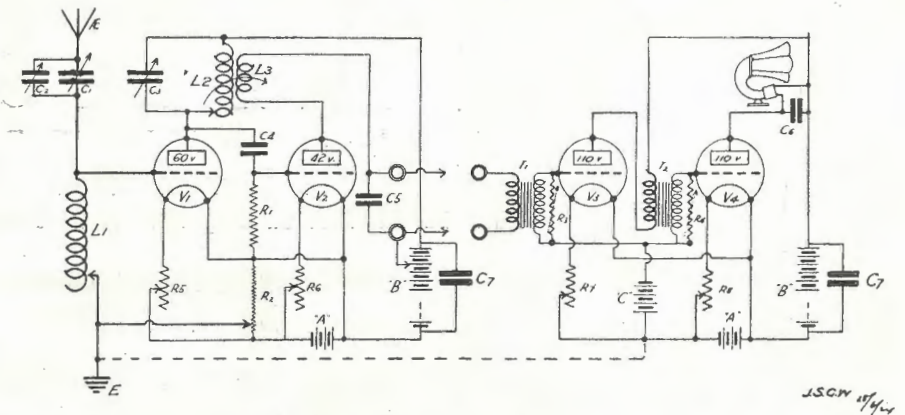 Æ
C2
C1
C3
L2
L3
C4
60v
42v
V1
V2
C5
R1
L1
R5
R2
R6
"A"
"B"
C7
E
T1
R3
110v
V3
T2
R4
110v
V4
C6
R7
"C"
R8
"A"
"B"
C7
J.S.G.W